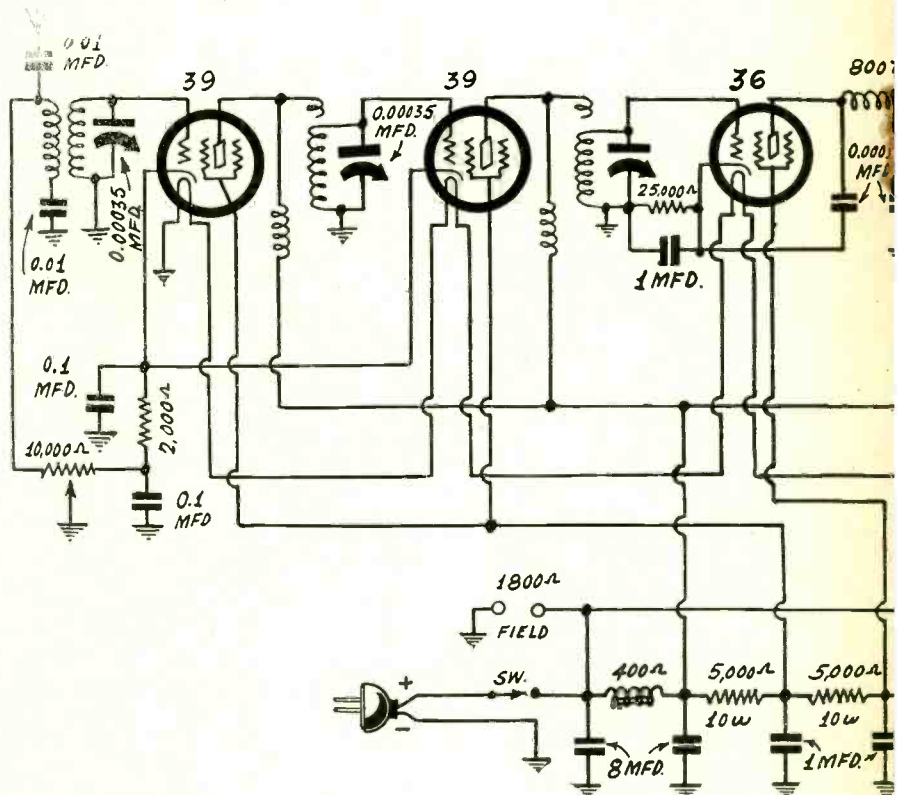 0.01
MFD.
39
39
36
800
0.00035
MFD.
0.00035
MFD.
25,000Ω
1 MFD.
0.01
MFD.
0.1
MFD.
2,000Ω
10,000Ω
0.1
MFD
1800Ω
FIELD
+
SW.
−
400Ω
5,000Ω
10W
5,000Ω
10W
8 MFD.
1 MFD.